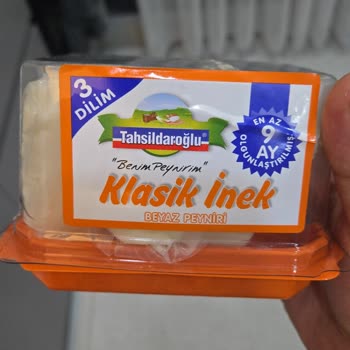 3
DİLİM
Tahsildaroğlu
"Benim Peynirim"
Klasik İnek
BEYAZ PEYNİRİ
EN AZ
9
AY
OLGUNLAŞTIRILMIŞ